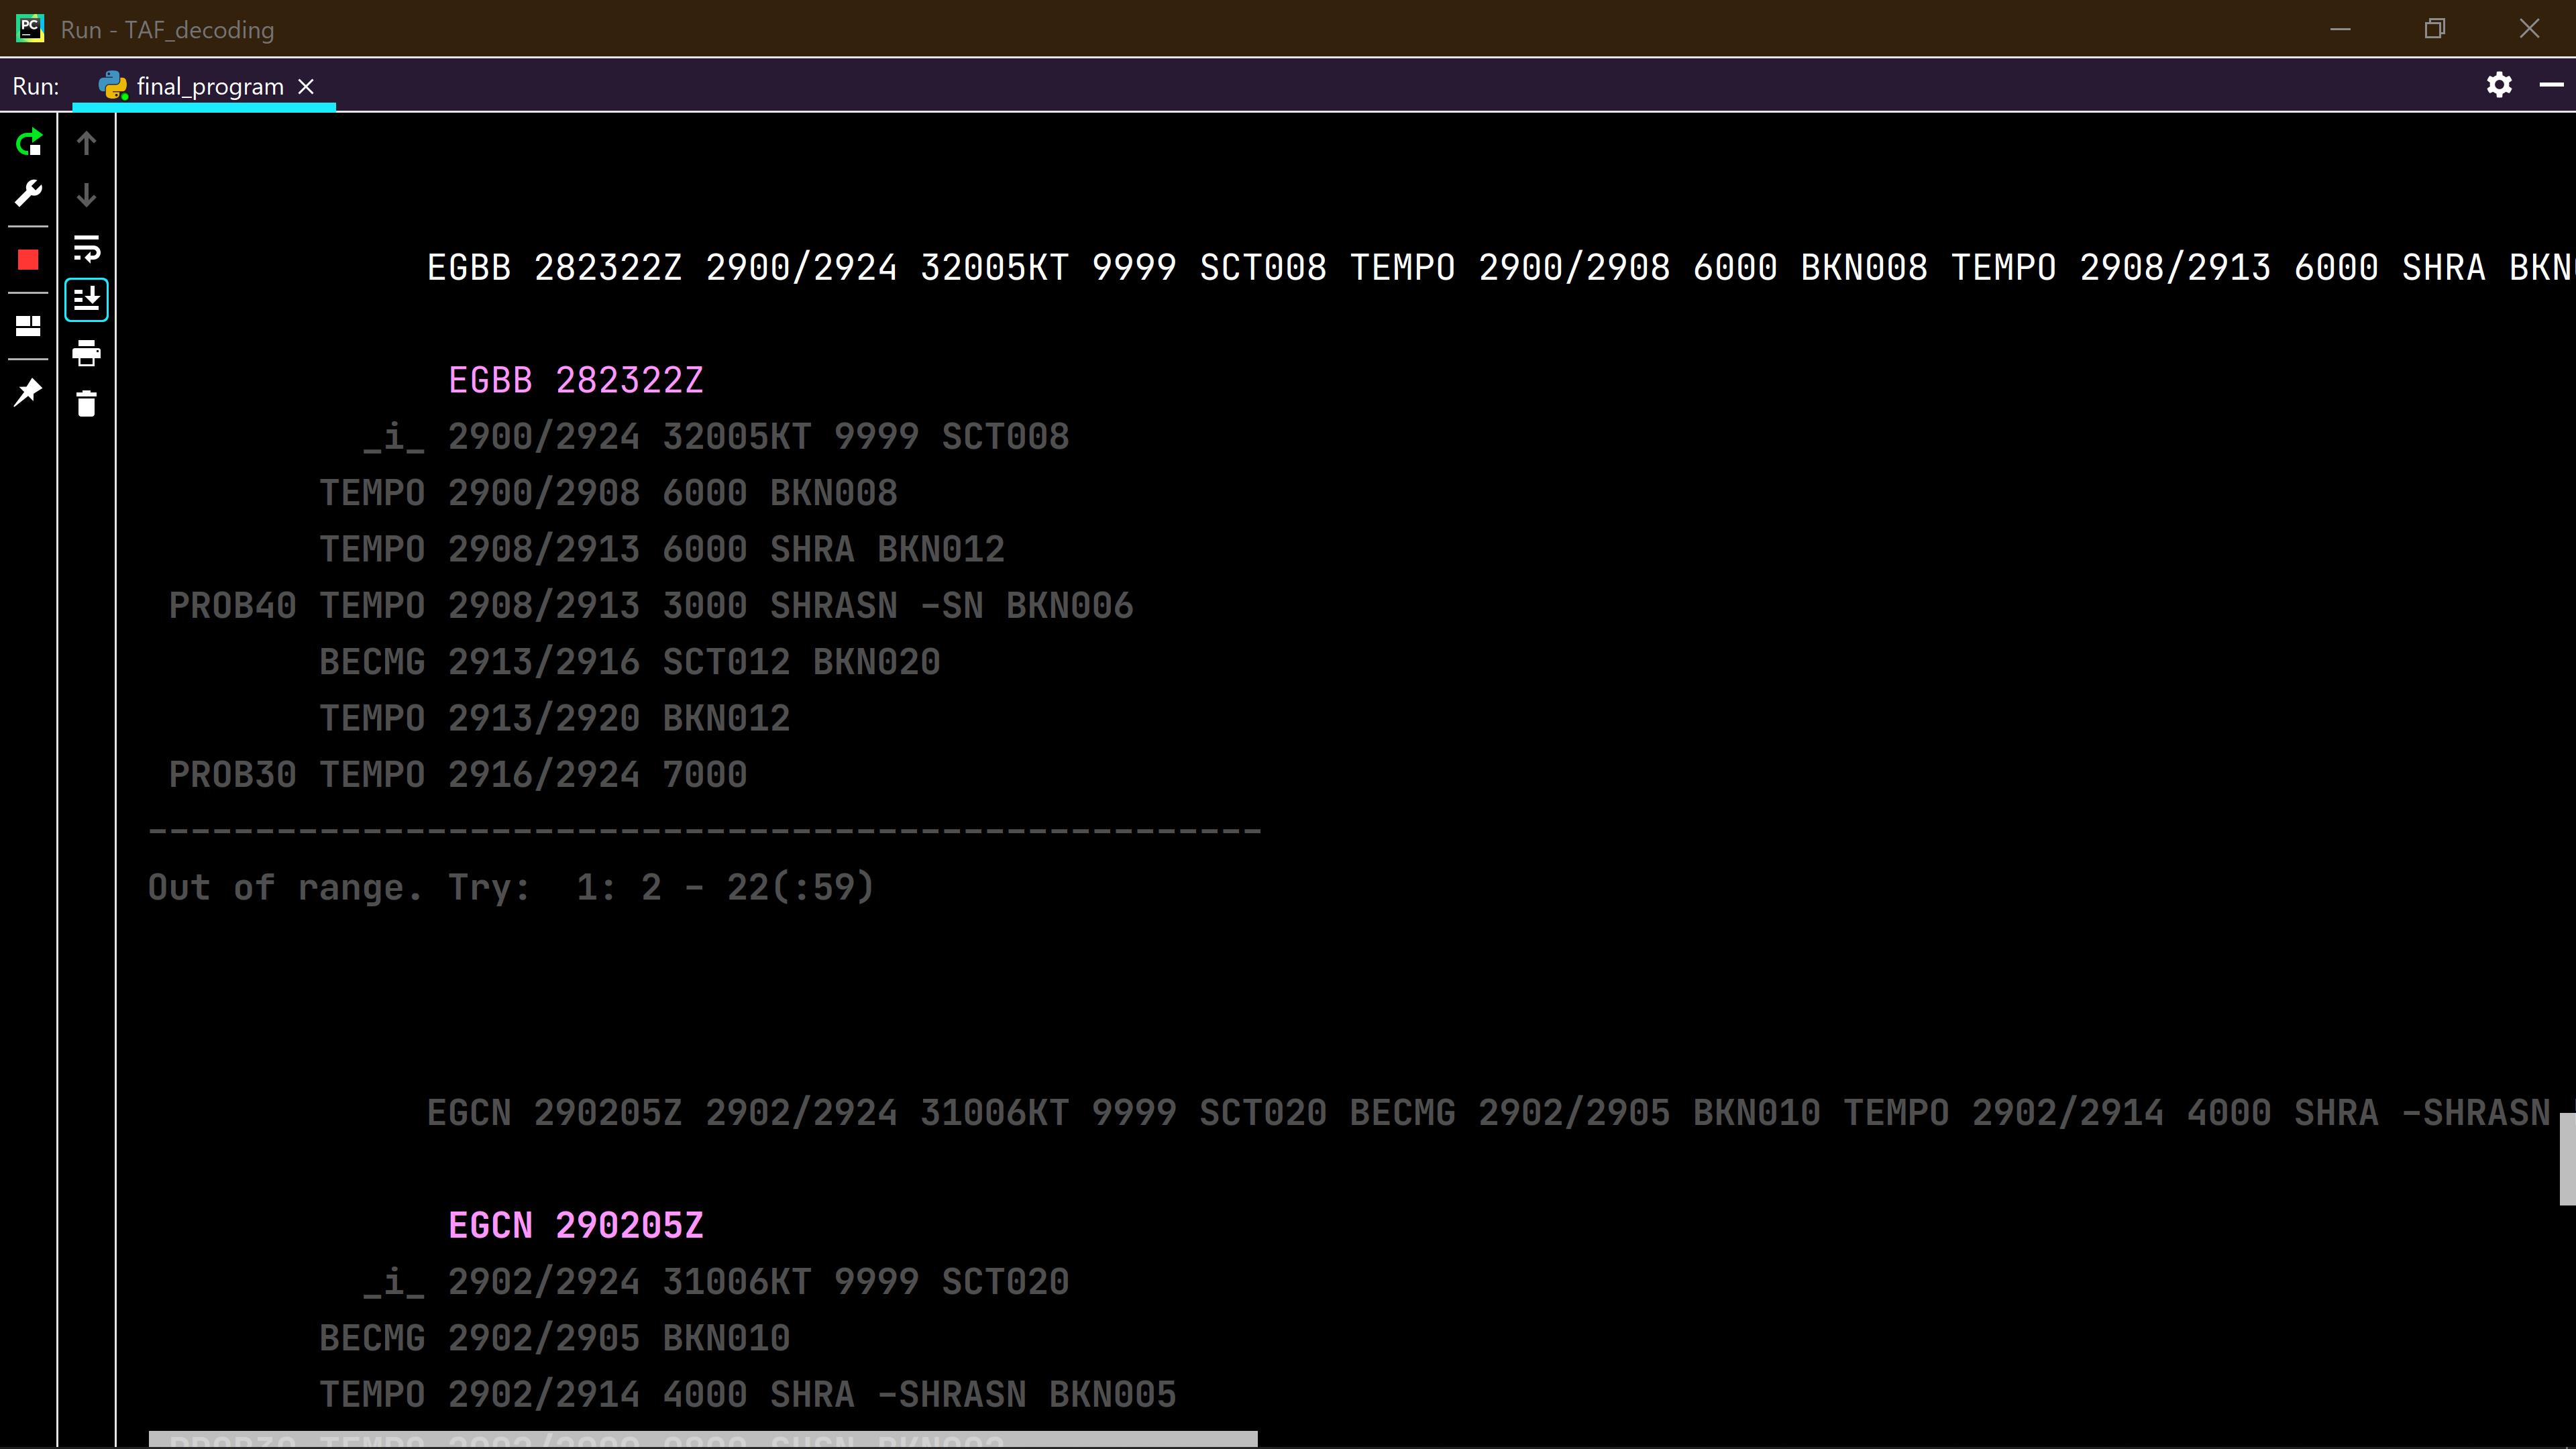 PC Run - TAF_decoding
Run: final_program
EGBB 282322Z 2900/2924 32005KT 9999 SCT008 TEMPO 2900/2908 6000 BKN008 TEMPO 2908/2913 6000 SHRA BKN
EGBB 282322Z
_i_ 2900/2924 32005KT 9999 SCT008
TEMPO 2900/2908 6000 BKN008
TEMPO 2908/2913 6000 SHRA BKN012
PROB40 TEMPO 2908/2913 3000 SHRASN -SN BKN006
BECMG 2913/2916 SCT012 BKN020
TEMPO 2913/2920 BKN012
PROB30 TEMPO 2916/2924 7000
----------------------------------------------------
Out of range. Try:  1: 2 - 22(:59)
EGCN 290205Z 2902/2924 31006KT 9999 SCT020 BECMG 2902/2905 BKN010 TEMPO 2902/2914 4000 SHRA -SHRASN
EGCN 290205Z
_i_ 2902/2924 31006KT 9999 SCT020
BECMG 2902/2905 BKN010
TEMPO 2902/2914 4000 SHRA -SHRASN BKN005
PROB30 TEMPO